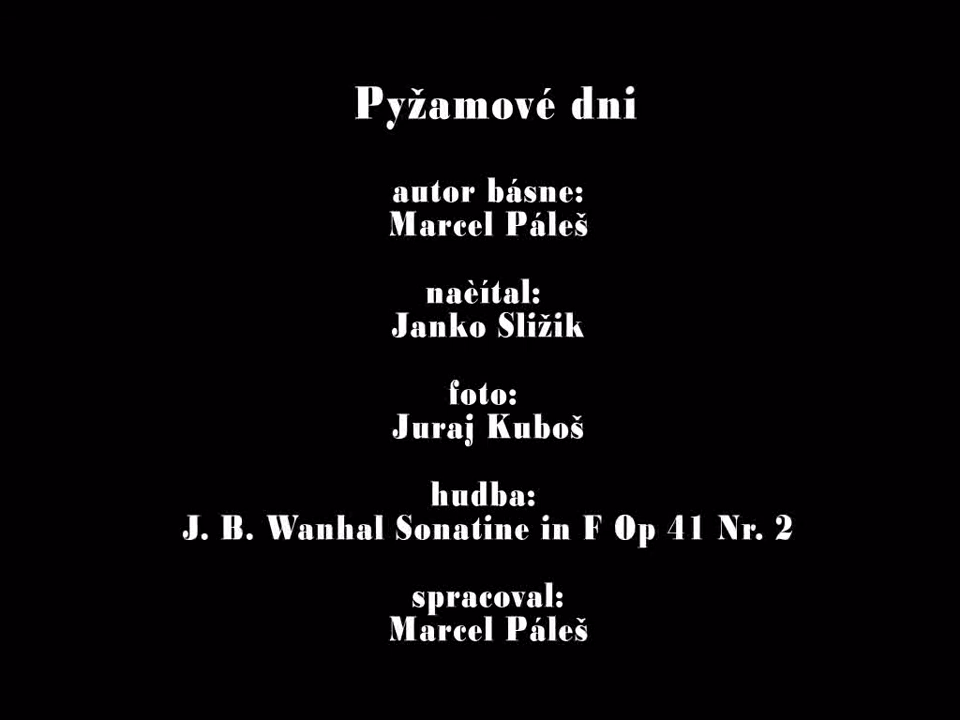 Pyžamové dni
autor básne:
Marcel Páleš
naèítal:
Janko Sližik
foto:
Juraj Kuboš
hudba:
J. B. Wanhal Sonatine in F Op 41 Nr. 2
spracoval:
Marcel Páleš